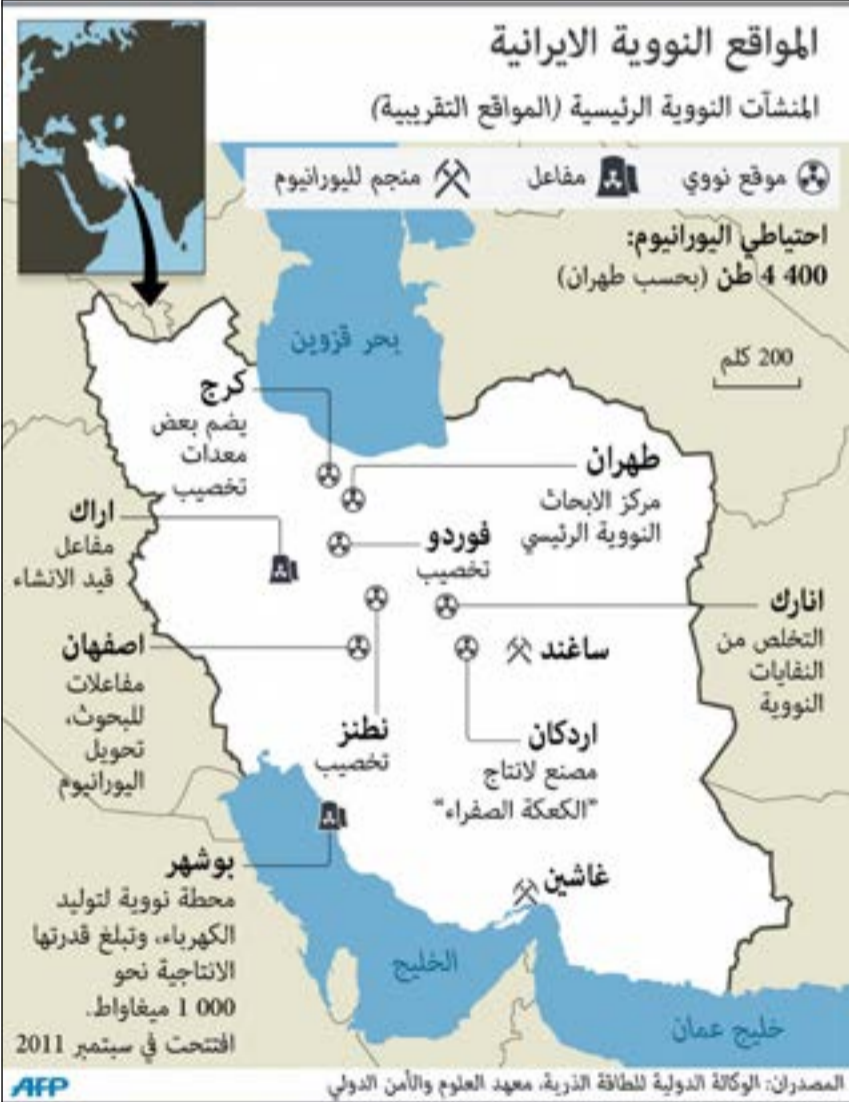 المواقع النووية الايرانية
المنشآت النووية الرئيسية (المواقع التقريبية)
موقع نووي
مفاعل
منجم لليورانيوم
احتياطي اليورانيوم:
4 400 طن (بحسب طهران)
200 كلم
بحر قزوين
كرج
يضم بعض
معدات
تخصيب
طهران
مركز الابحاث
النووية الرئيسي
اراك
مفاعل
قيد الانشاء
فوردو
تخصيب
انارك
التخلص من
النفايات
النووية
اصفهان
مفاعلات
للبحوث،
تحويل
اليورانيوم
ساغند
نطنز
تخصيب
اردكان
مصنع لانتاج
"الكعكة الصفراء"
بوشهر
محطة نووية لتوليد
الكهرباء، وتبلغ قدرتها
الانتاجية نحو
1 000 ميغاواط.
افتتحت في سبتمبر 2011
غاشين
الخليج
خليج عمان
المصدران: الوكالة الدولية للطاقة الذرية، معهد العلوم والأمن الدولي
AFP